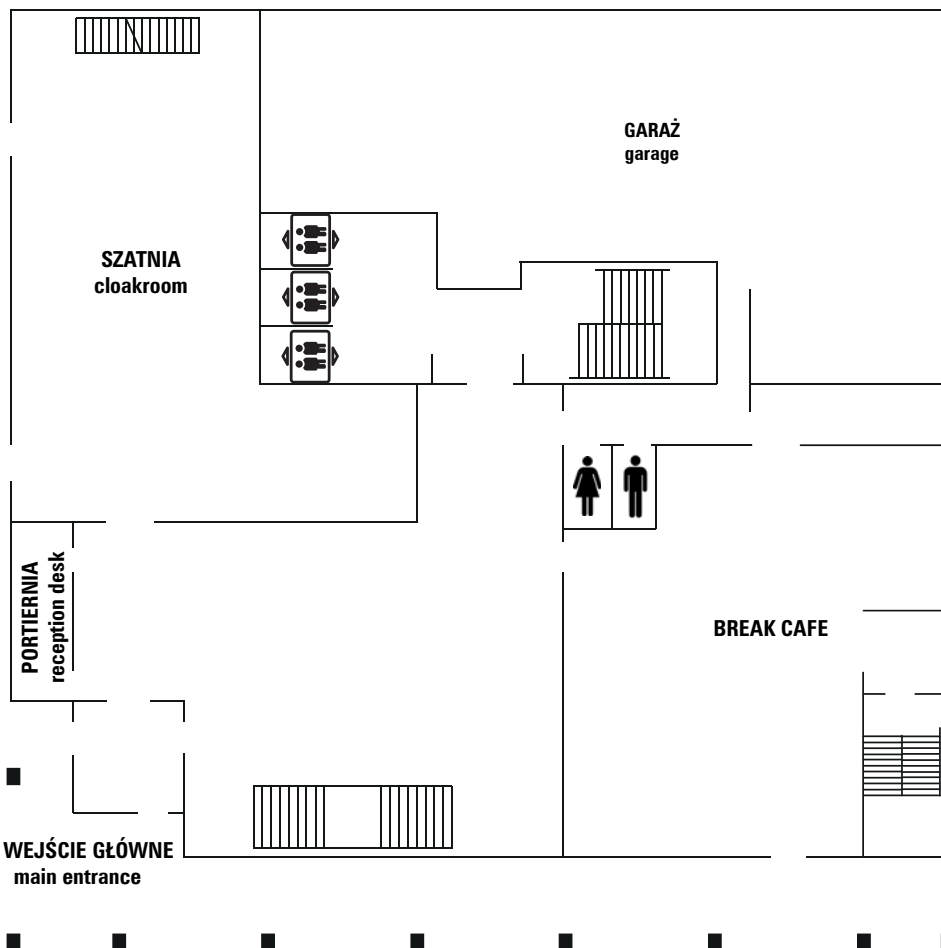 GARAŻ
garage
SZATNIA
cloakroom
PORTIERNIA
reception desk
BREAK CAFE
WEJŚCIE GŁÓWNE
main entrance